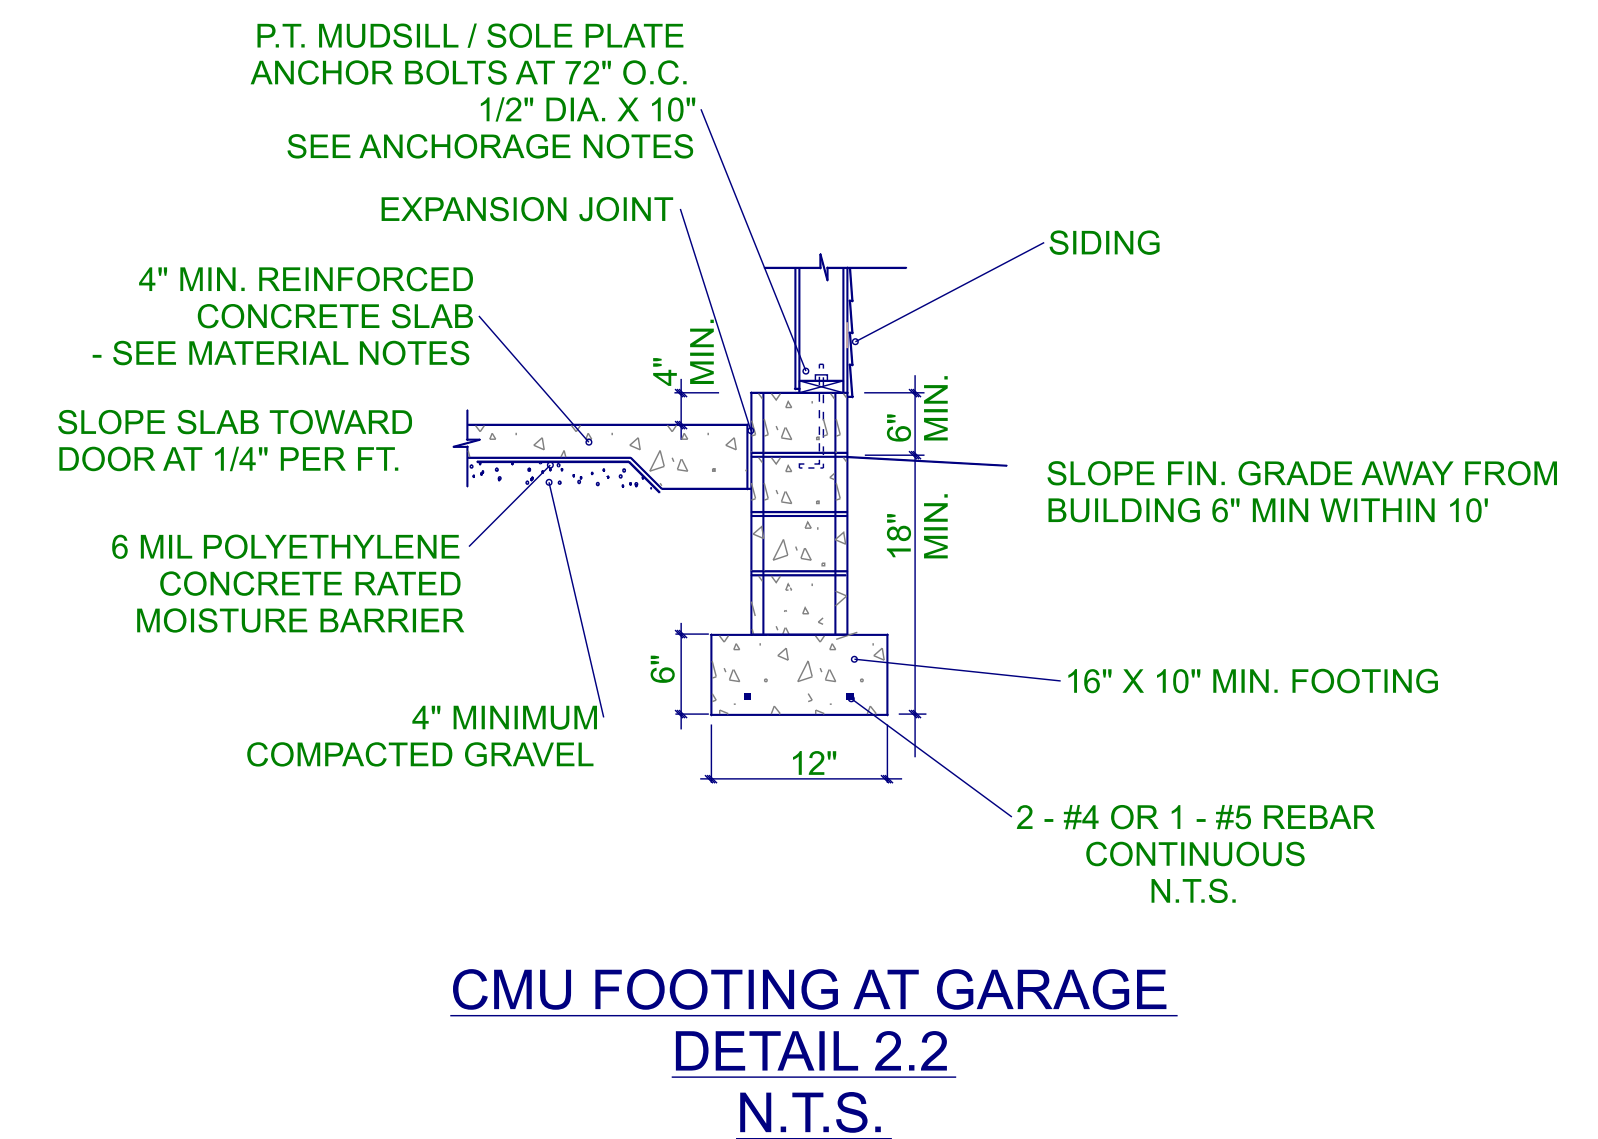 P.T. MUDSILL / SOLE PLATE
ANCHOR BOLTS AT 72" O.C.
1/2" DIA. X 10"
SEE ANCHORAGE NOTES
EXPANSION JOINT
SIDING
4" MIN. REINFORCED
CONCRETE SLAB
- SEE MATERIAL NOTES
4"
MIN.
6"
MIN.
SLOPE SLAB TOWARD
DOOR AT 1/4" PER FT.
SLOPE FIN. GRADE AWAY FROM
BUILDING 6" MIN WITHIN 10'
18"
MIN.
6 MIL POLYETHYLENE
CONCRETE RATED
MOISTURE BARRIER
6"
16" X 10" MIN. FOOTING
4" MINIMUM
COMPACTED GRAVEL
12"
2 - #4 OR 1 - #5 REBAR
CONTINUOUS
N.T.S.
CMU FOOTING AT GARAGE
DETAIL 2.2
N.T.S.